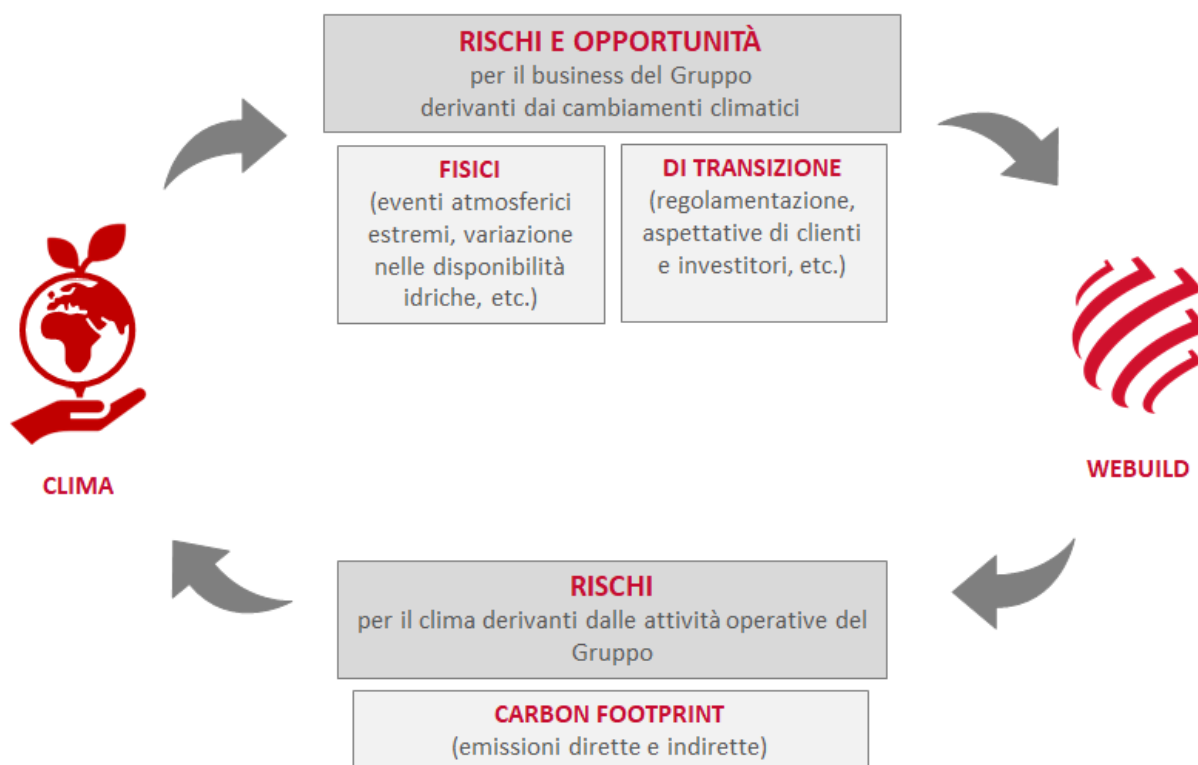 RISCHI E OPPORTUNITÀ
per il business del Gruppo
derivanti dai cambiamenti climatici
FISICI
(eventi atmosferici
estremi, variazione
nelle disponibilità
idriche, etc.)
DI TRANSIZIONE
(regolamentazione,
aspettative di clienti
e investitori, etc.)
CLIMA
WEBUILD
RISCHI
per il clima derivanti dalle attività operative del
Gruppo
CARBON FOOTPRINT
(emissioni dirette e indirette)